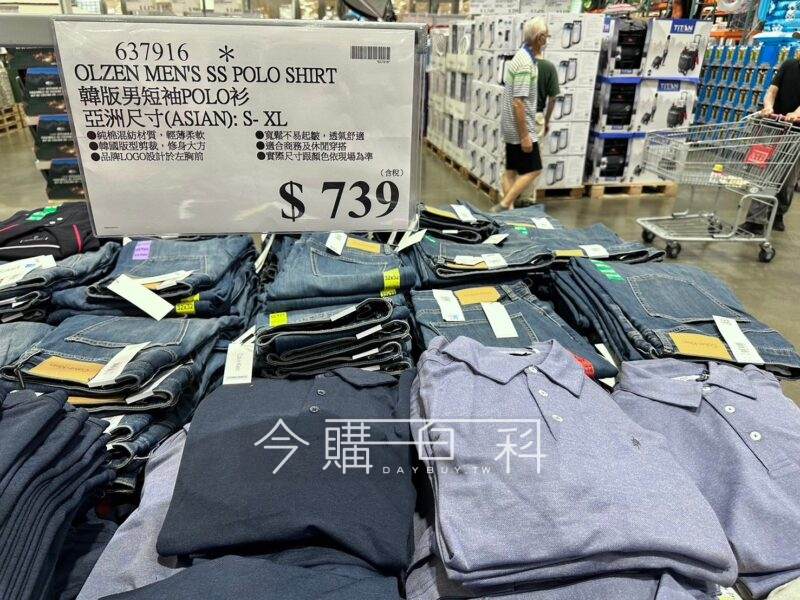 637916 *
OLZEN MEN'S SS POLO SHIRT
韓版男短袖POLO衫
亞洲尺寸(ASIAN): S- XL
●純棉混紡材質，輕薄柔軟 ●寬鬆不易起皺，透氣舒適
●韓國版型剪裁，修身大方 ●適合商務及休閒穿搭
●品牌LOGO設計於左胸前 ●實際尺寸跟顏色依現場為準
(含稅)
$ 739
TITAN
今購百科
DAYBUY.TW